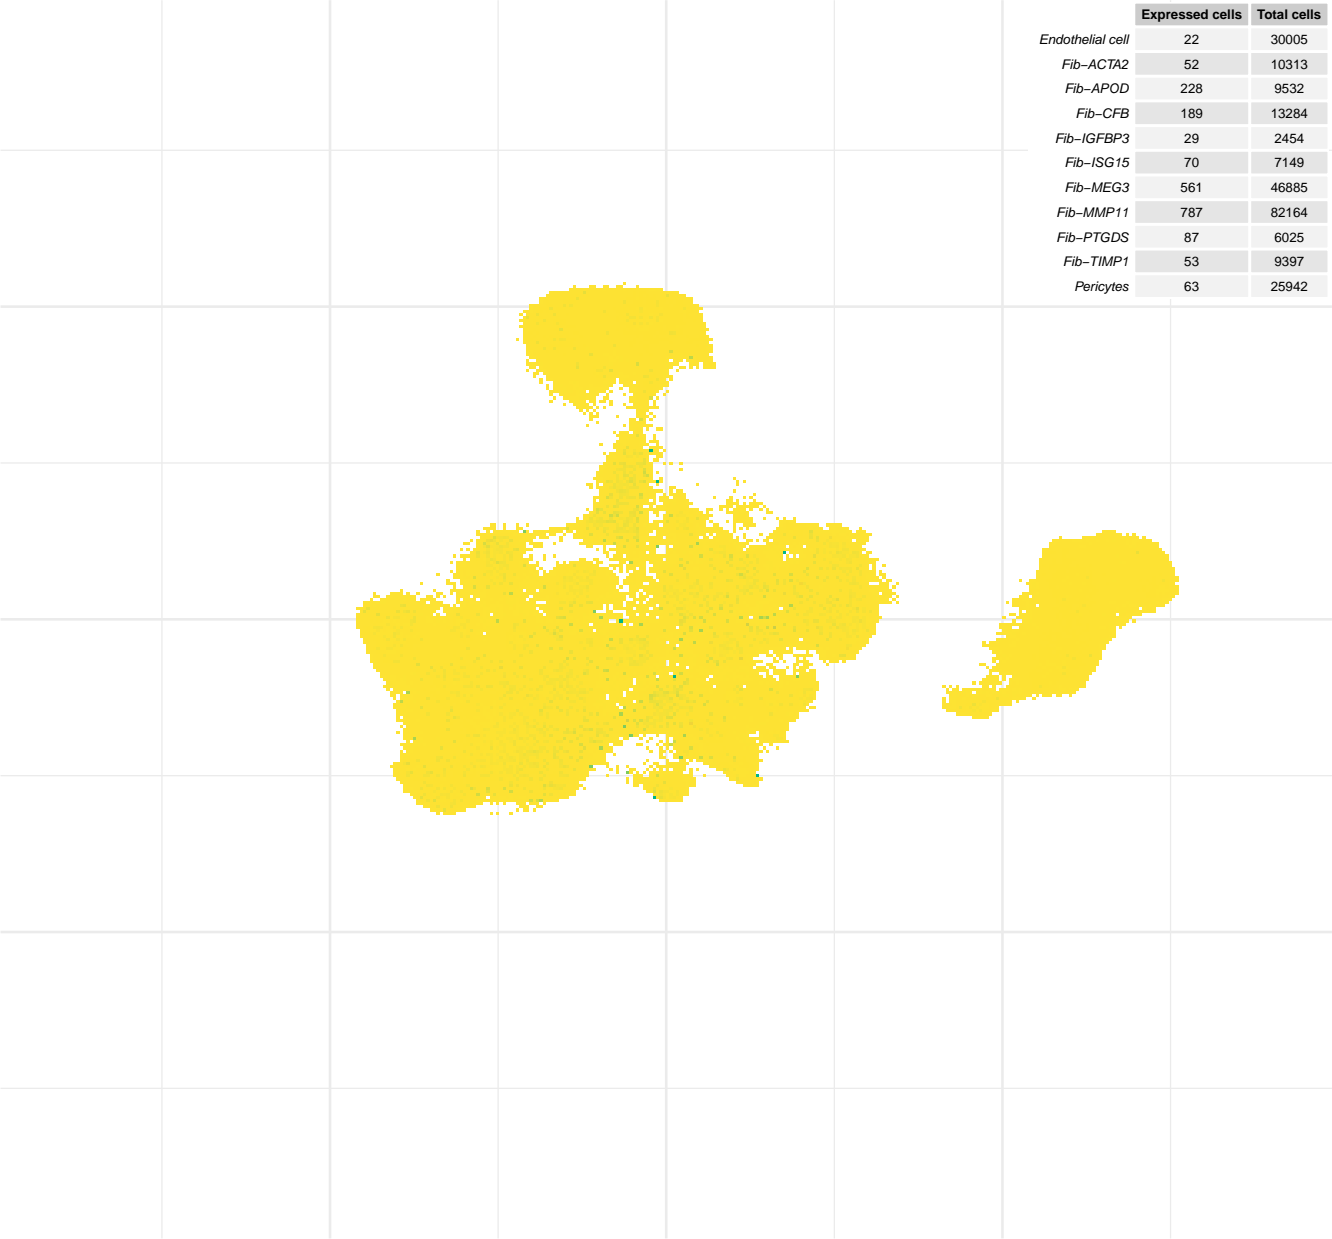 Expressed cells Total cells
Endothelial cell 22 30005
Fib−ACTA2 52 10313
Fib−APOD 228 9532
Fib−CFB 189 13284
Fib−IGFBP3 29 2454
Fib−ISG15 70 7149
Fib−MEG3 561 46885
Fib−MMP11 787 82164
Fib−PTGDS 87 6025
Fib−TIMP1 53 9397
Pericytes 63 25942